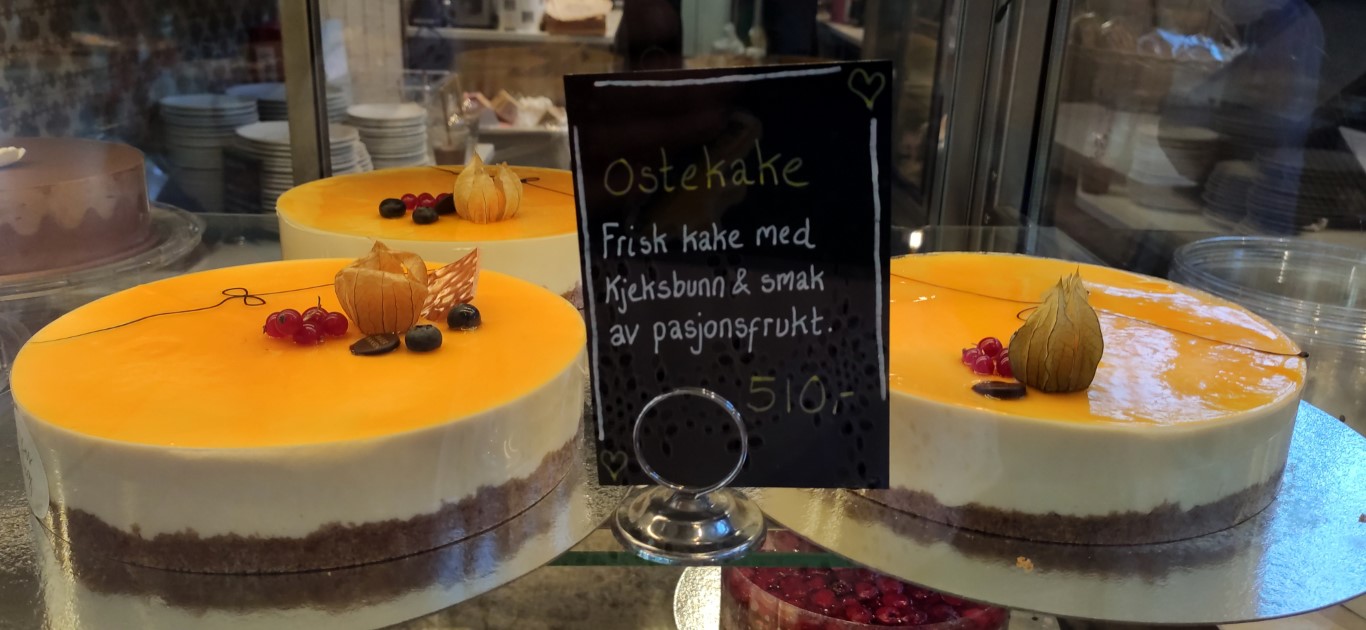 Ostekake
Frisk kake med
Kjeksbunn & smak
av pasjonsfrukt.
510,-